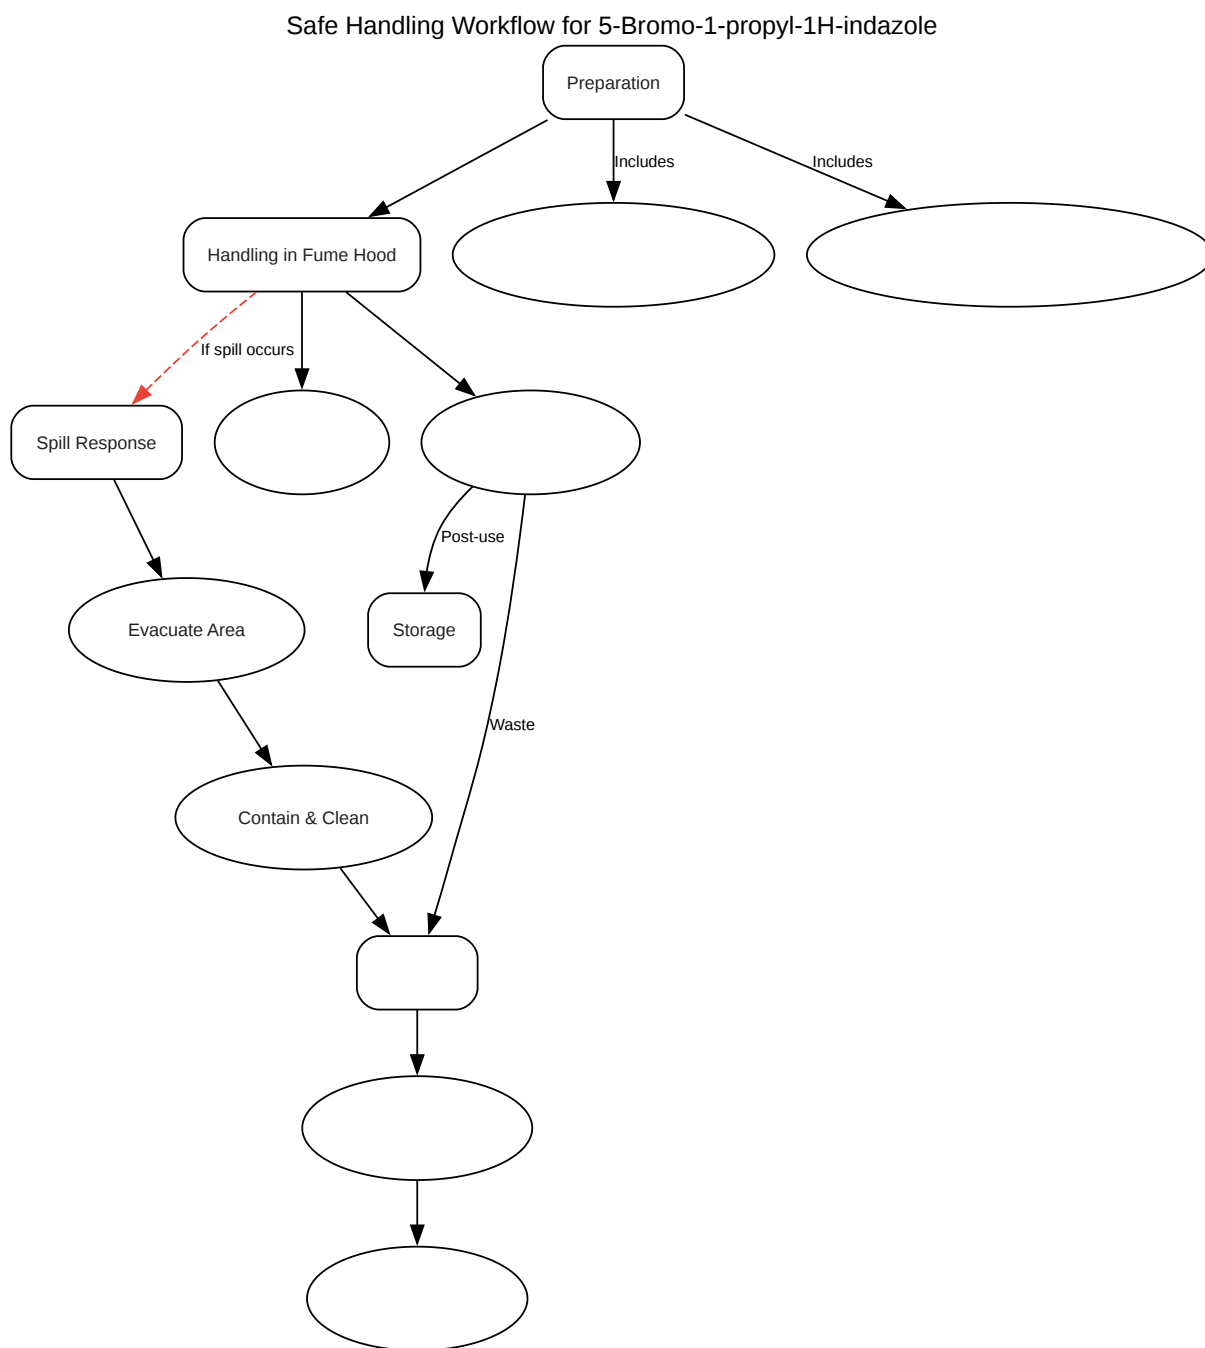 Safe Handling Workflow for 5-Bromo-1-propyl-1H-indazole
Preparation
Includes
Includes
Handling in Fume Hood
If spill occurs
Spill Response
Post-use
Evacuate Area
Storage
Waste
Contain & Clean